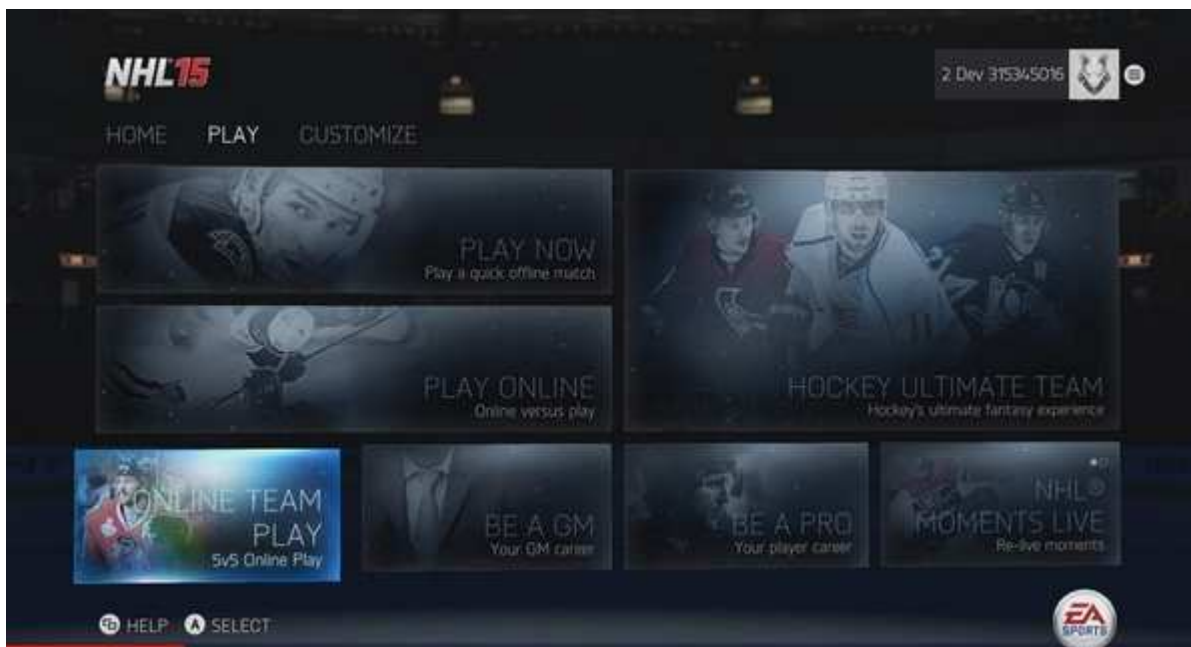 NHL 15
2 Dev 315345016
HOME PLAY CUSTOMIZE
PLAY NOW
Play a quick offline match
PLAY ONLINE
Online versus play
HOCKEY ULTIMATE TEAM
Hockey's ultimate fantasy experience
ONLINE TEAM
PLAY
5v5 Online Play
BE A GM
Your GM career
BE A PRO
Your player career
NHL®
MOMENTS LIVE
Re-live moments
HELP A SELECT
EA
SPORTS